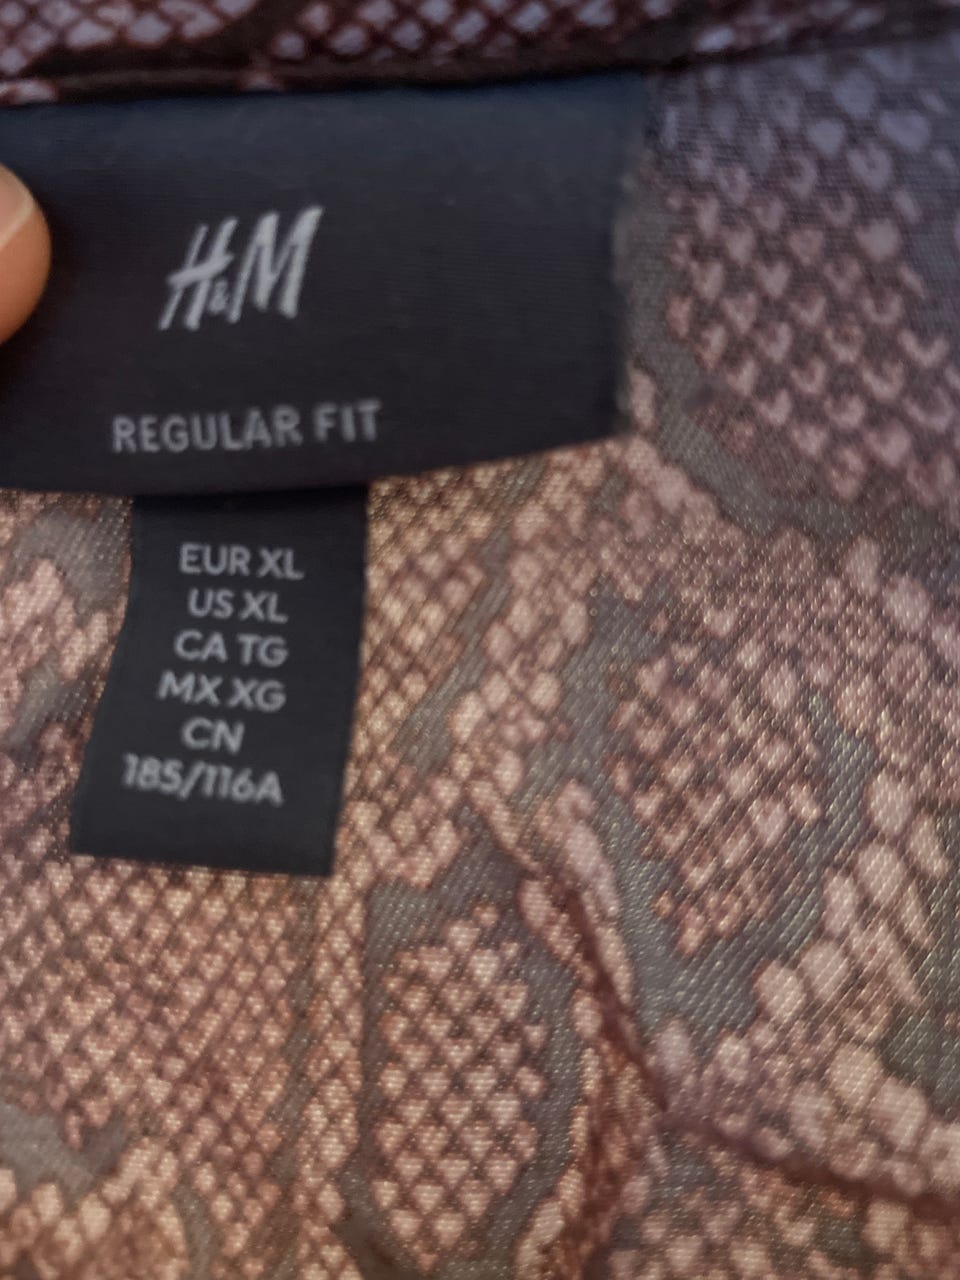 H&M
REGULAR FIT
EUR XL
US XL
CA TG
MX XG
CN
185/116A